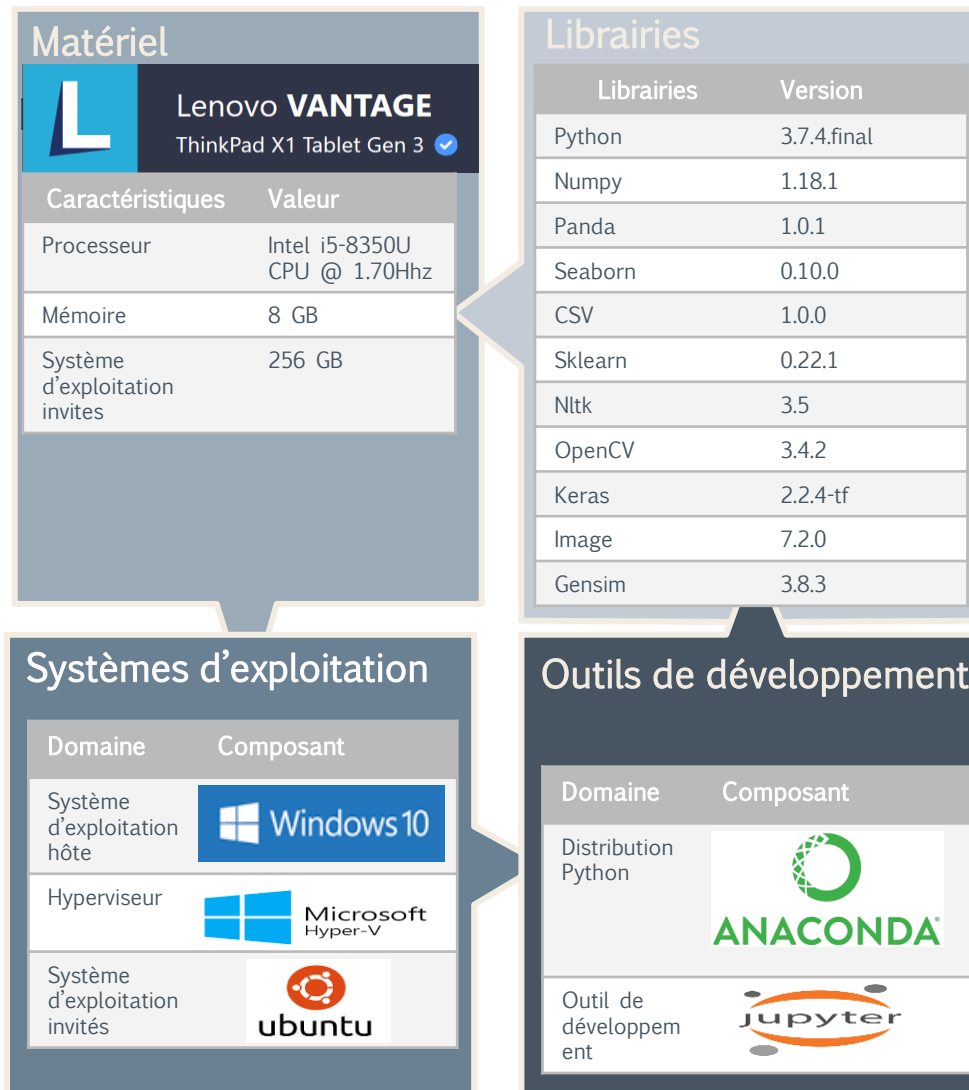 Matériel
L
Lenovo VANTAGE
ThinkPad X1 Tablet Gen 3
Caractéristiques Valeur
Processeur Intel i5-8350U
CPU @ 1.70Hhz
Mémoire 8 GB
Système 256 GB
d'exploitation
invites
Librairies
Librairies Version
Python 3.7.4.final
Numpy 1.18.1
Panda 1.0.1
Seaborn 0.10.0
CSV 1.0.0
Sklearn 0.22.1
Nltk 3.5
OpenCV 3.4.2
Keras 2.2.4-tf
Image 7.2.0
Gensim 3.8.3
Systèmes d'exploitation
Domaine Composant
Système
d'exploitation
hôte
Windows 10
Hyperviseur
Microsoft
Hyper-V
Système
d'exploitation
invités
ubuntu
Outils de développement
Domaine Composant
Distribution
Python
ANACONDA
Outil de
développem
ent
jupyter